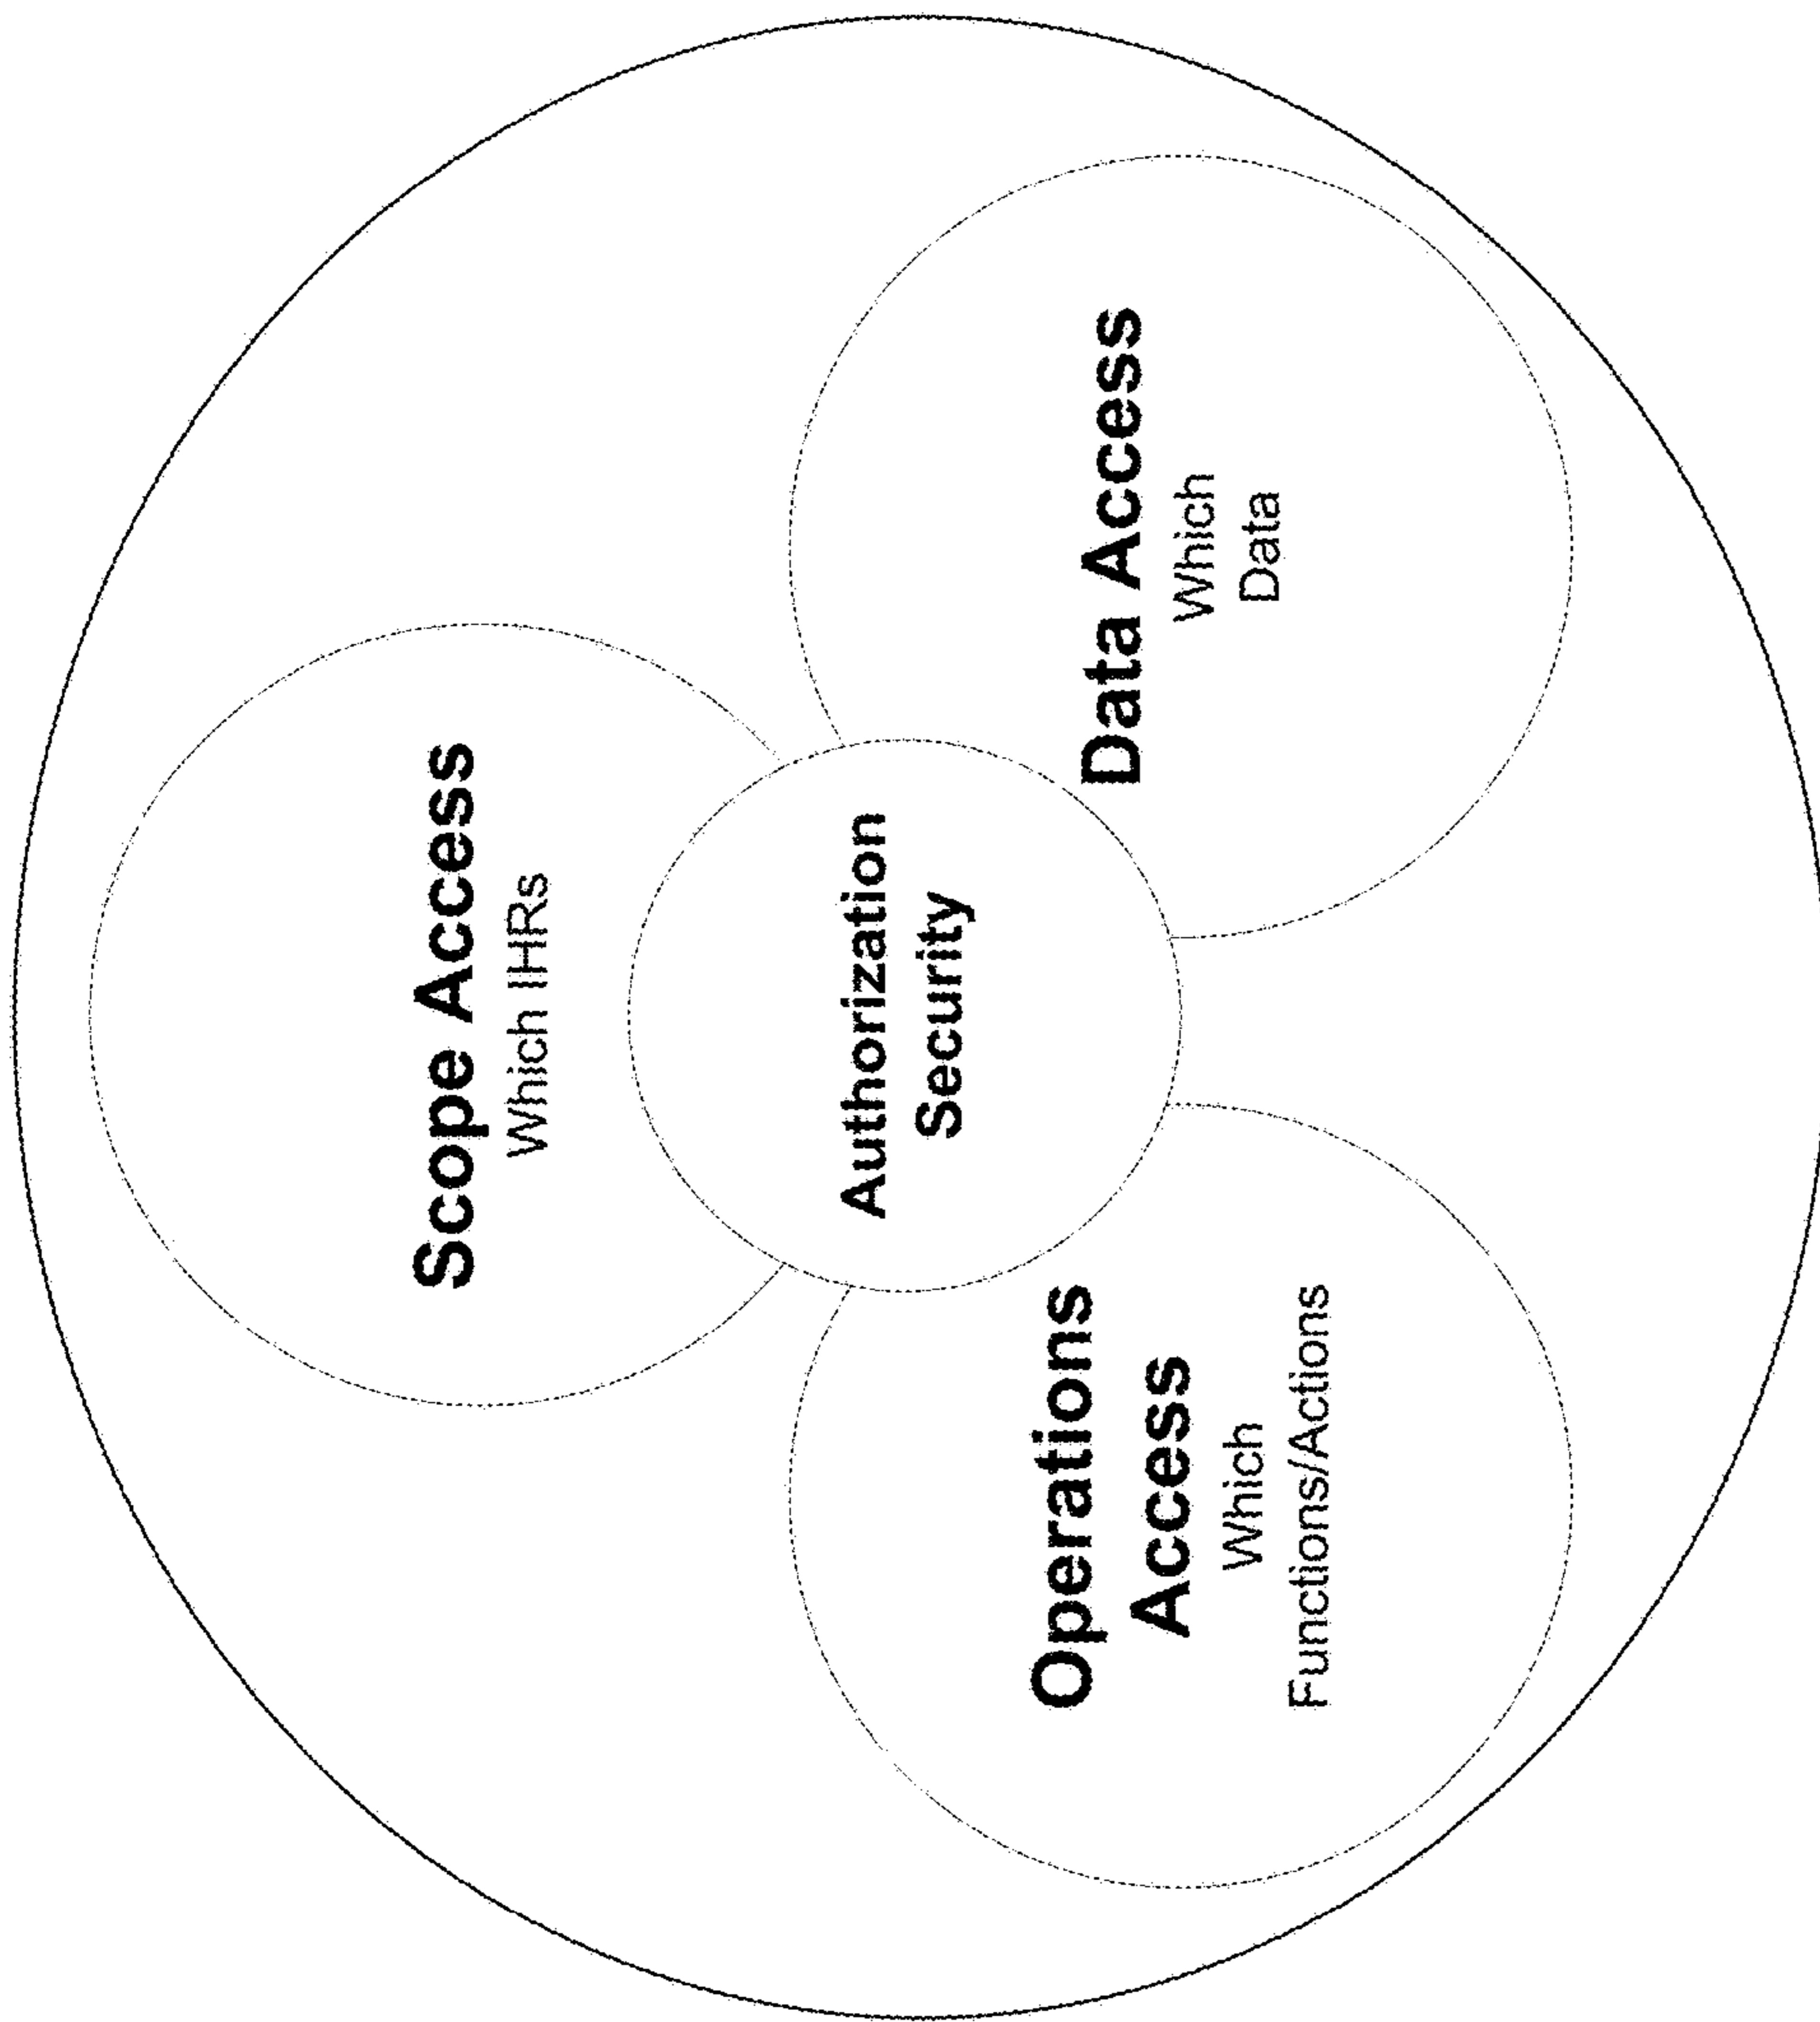 Scope Access
Which IHRs
Authorization
Security
Operations
Access
Which
Functions/Actions
Data Access
Which
Data